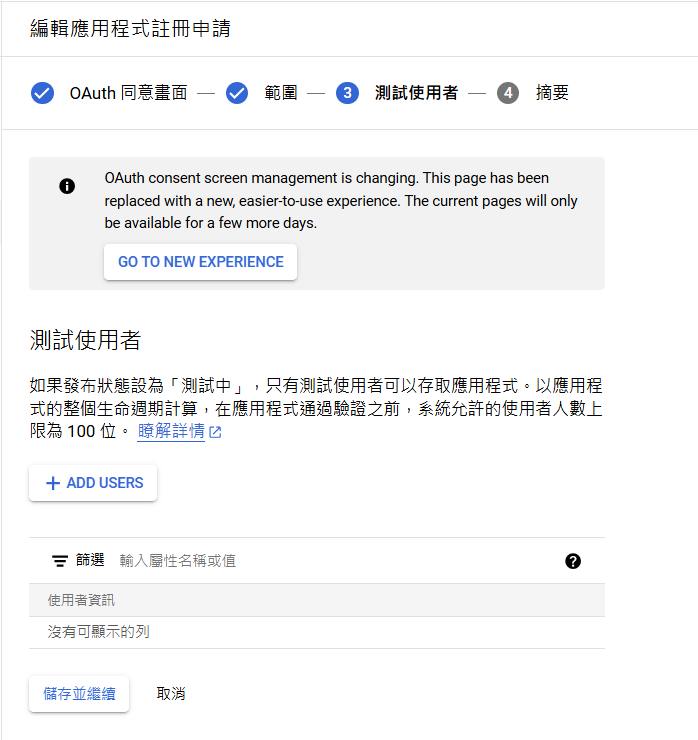 編輯應用程式註冊申請
OAuth 同意畫面 — 範圍 — 3 測試使用者 — 4 摘要
OAuth consent screen management is changing. This page has been
replaced with a new, easier-to-use experience. The current pages will only
be available for a few more days.
GO TO NEW EXPERIENCE
測試使用者
如果發布狀態設為「測試中」，只有測試使用者可以存取應用程式。以應用程
式的整個生命週期計算，在應用程式通過驗證之前，系統允許的使用者人數上
限為 100 位。 瞭解詳情
+ ADD USERS
篩選 輸入屬性名稱或值
使用者資訊
沒有可顯示的列
儲存並繼續 取消